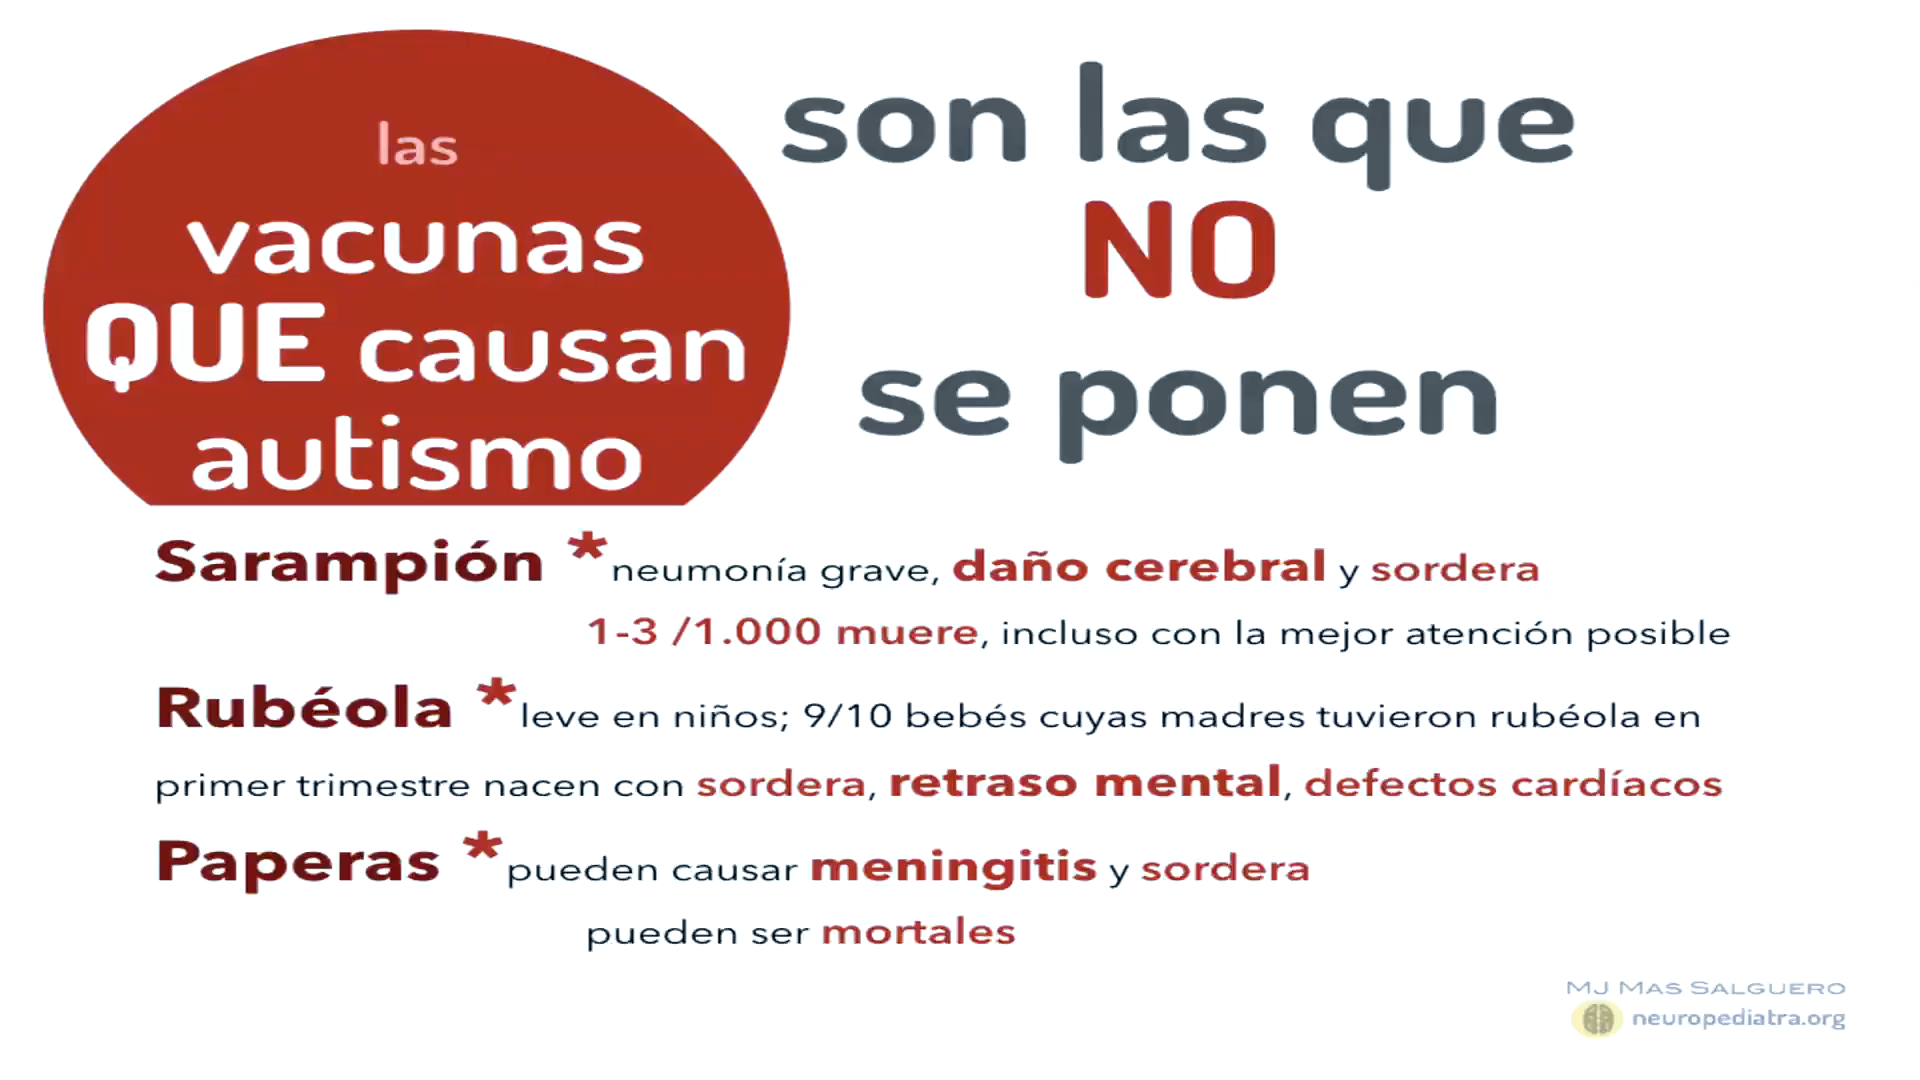 las
vacunas
QUE causan
autismo
son las que
NO
se ponen
Sarampión *neumonía grave, daño cerebral y sordera
1-3 /1.000 muere, incluso con la mejor atención posible
Rubéola *leve en niños; 9/10 bebés cuyas madres tuvieron rubéola en
primer trimestre nacen con sordera, retraso mental, defectos cardíacos
Paperas *pueden causar meningitis y sordera
pueden ser mortales
MJ MAS SALGUERO
neuropediatra.org